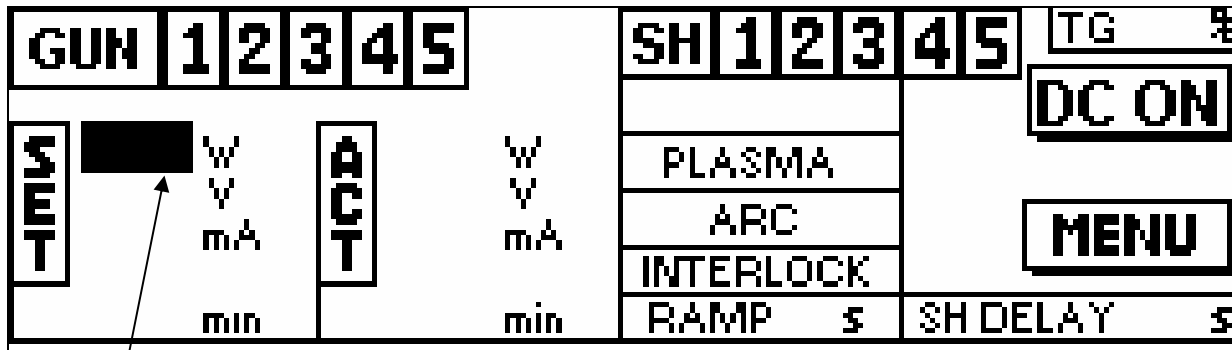 GUN 1 2 3 4 5 SH 1 2 3 4 5 TG %
DC ON
SET W ACT W PLASMA
V V ARC MENU
mA mA INTERLOCK
min min RAMP s SH DELAY s